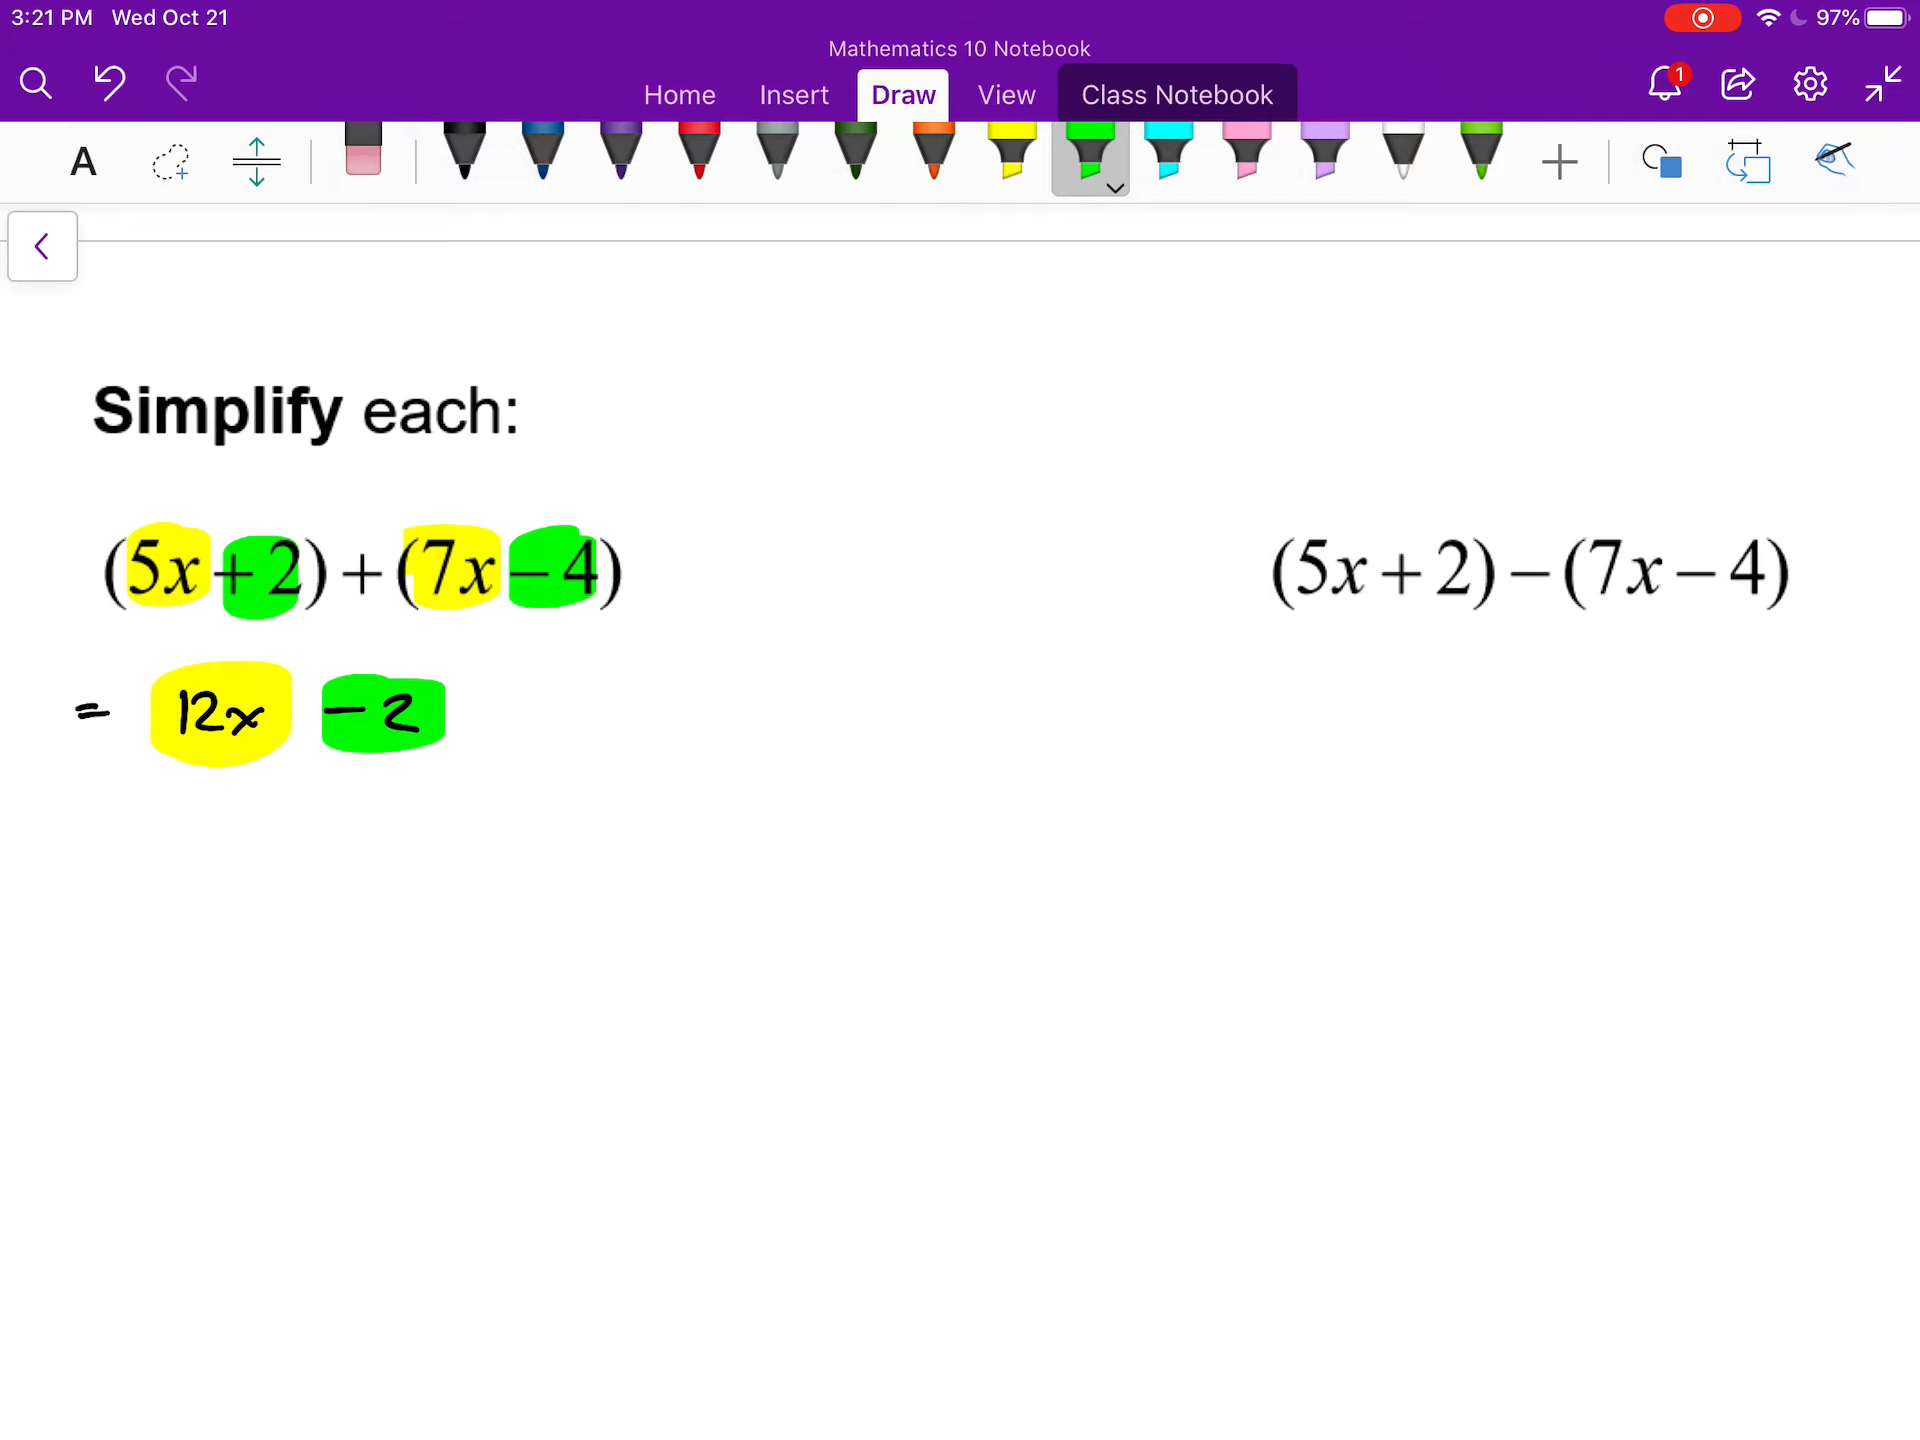 3:21 PM Wed Oct 21
97%
Mathematics 10 Notebook
Home Insert Draw View Class Notebook
1
A
Simplify each:
(5x + 2) + (7x − 4)
(5x + 2) − (7x − 4)
= 12x − 2